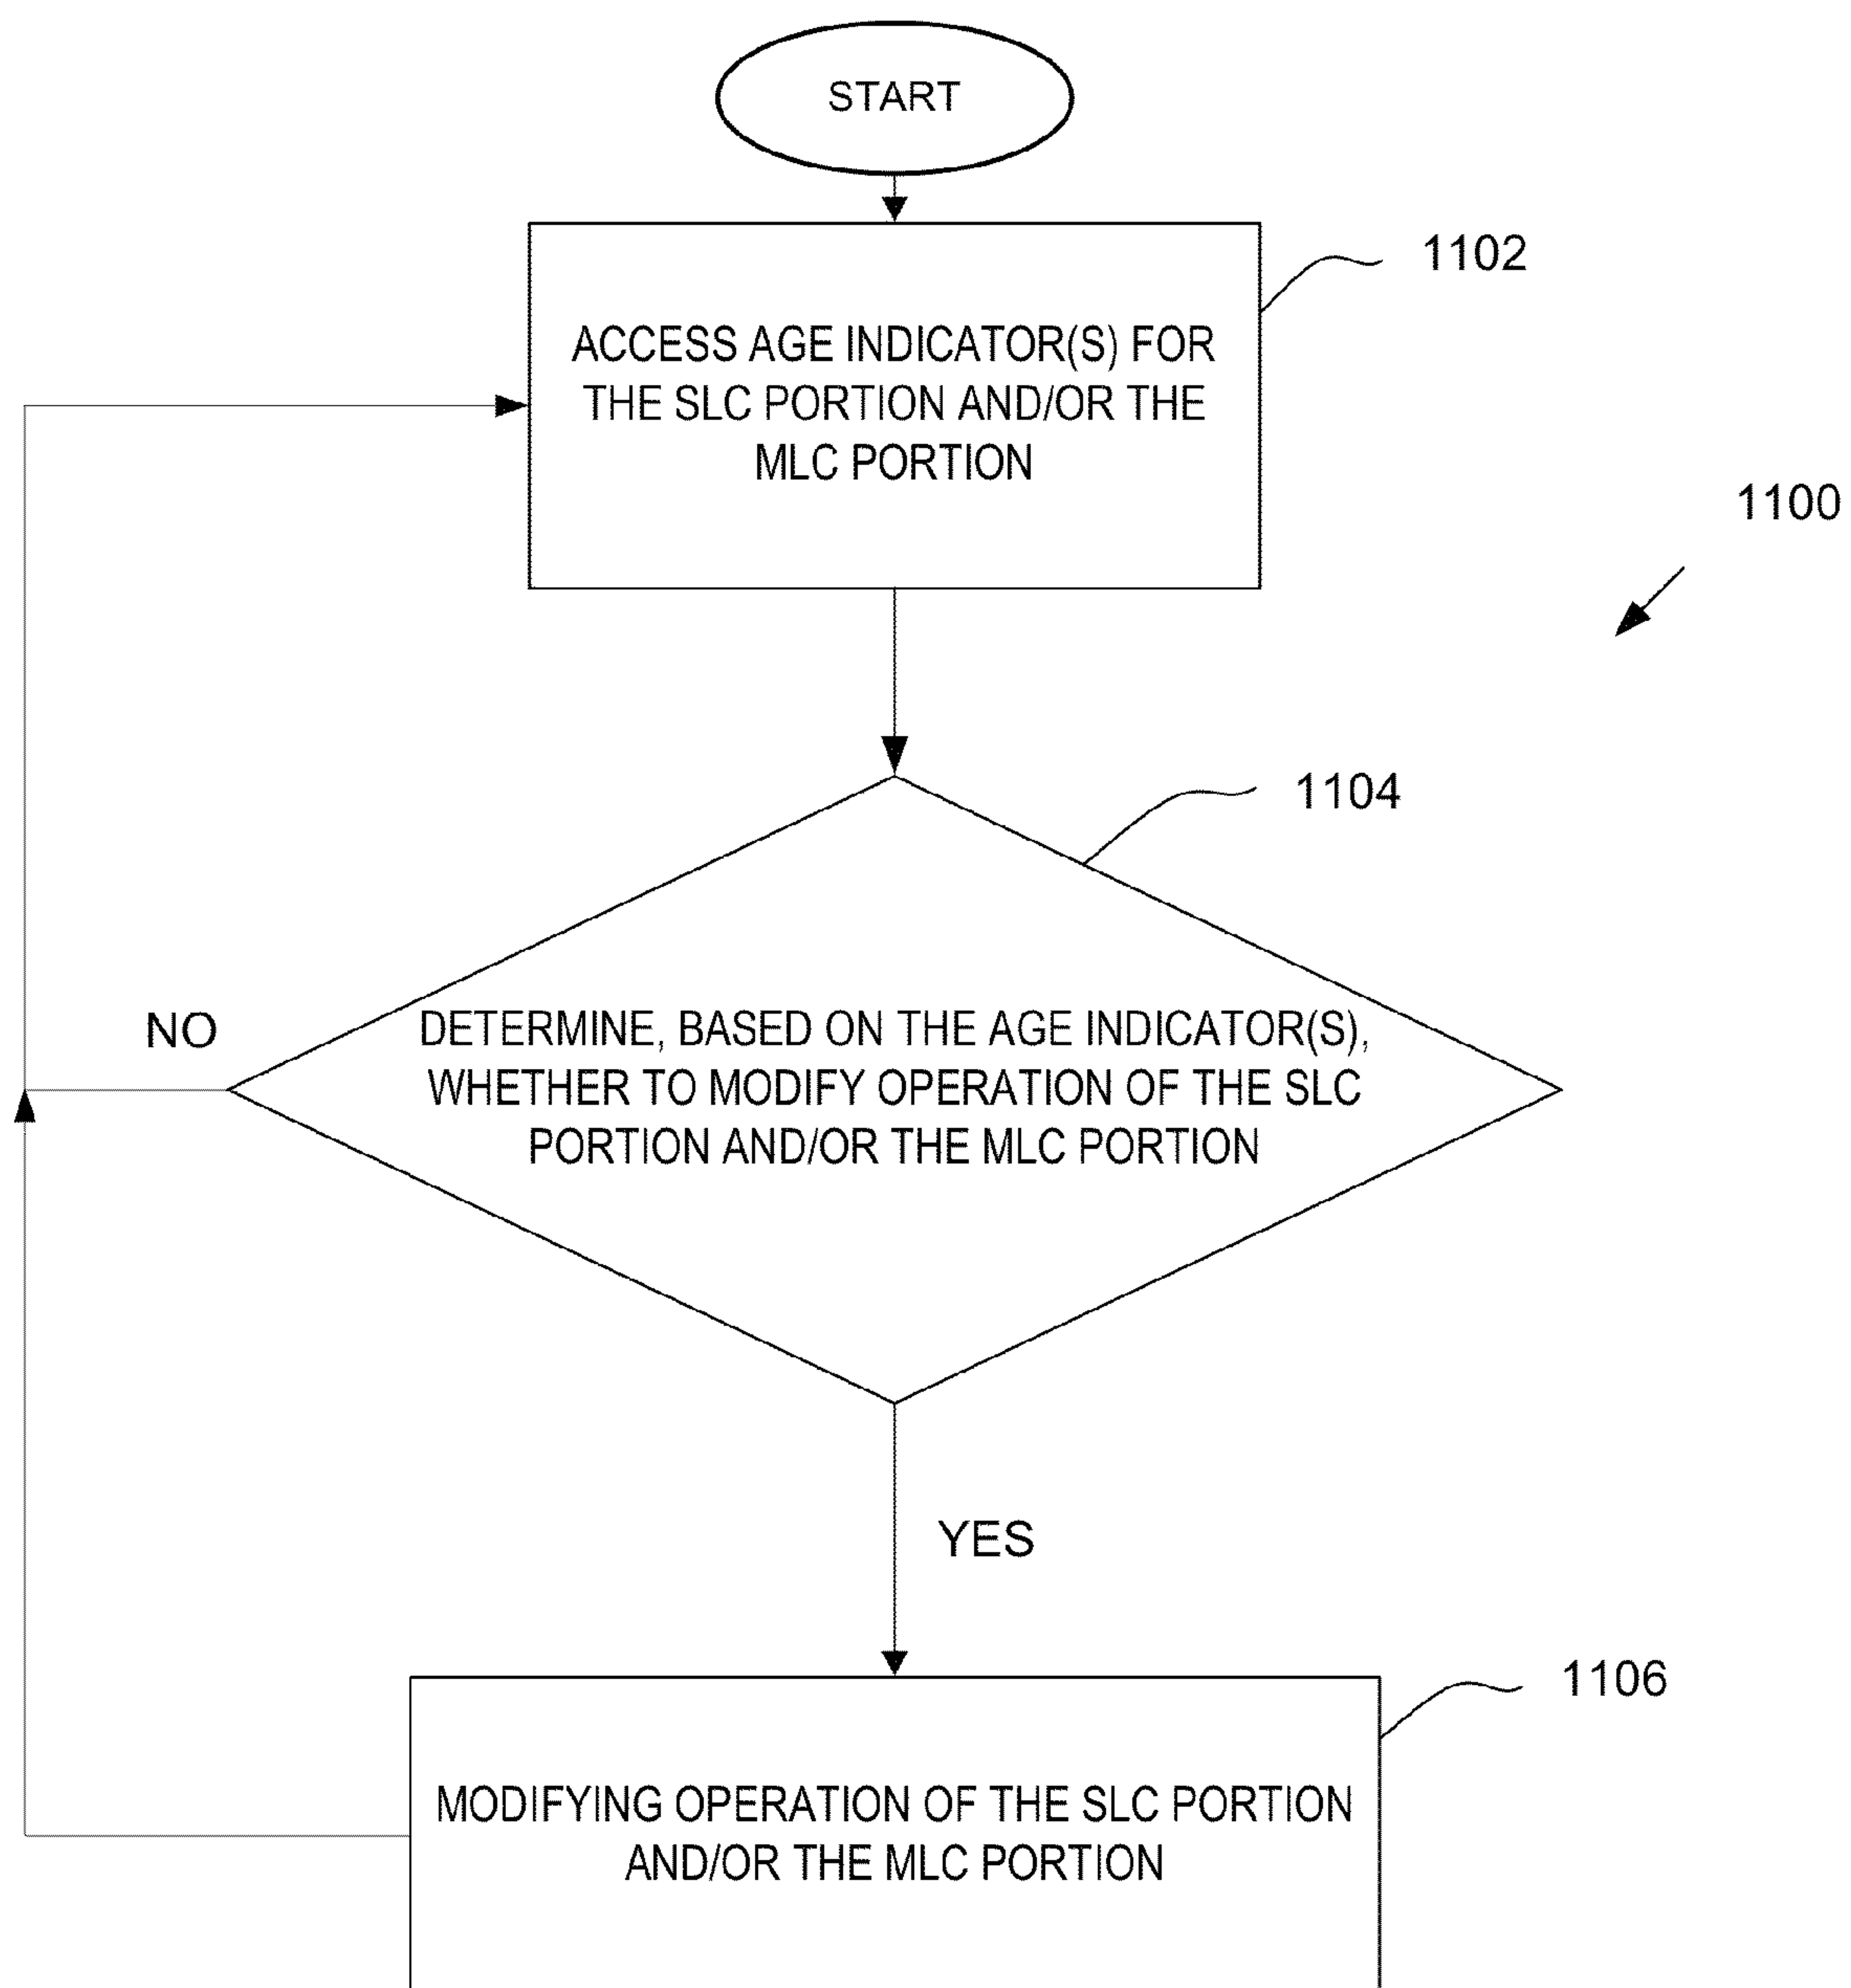 START
1102
ACCESS AGE INDICATOR(S) FOR
THE SLC PORTION AND/OR THE
MLC PORTION
1100
1104
NO
DETERMINE, BASED ON THE AGE INDICATOR(S),
WHETHER TO MODIFY OPERATION OF THE SLC
PORTION AND/OR THE MLC PORTION
YES
1106
MODIFYING OPERATION OF THE SLC PORTION
AND/OR THE MLC PORTION